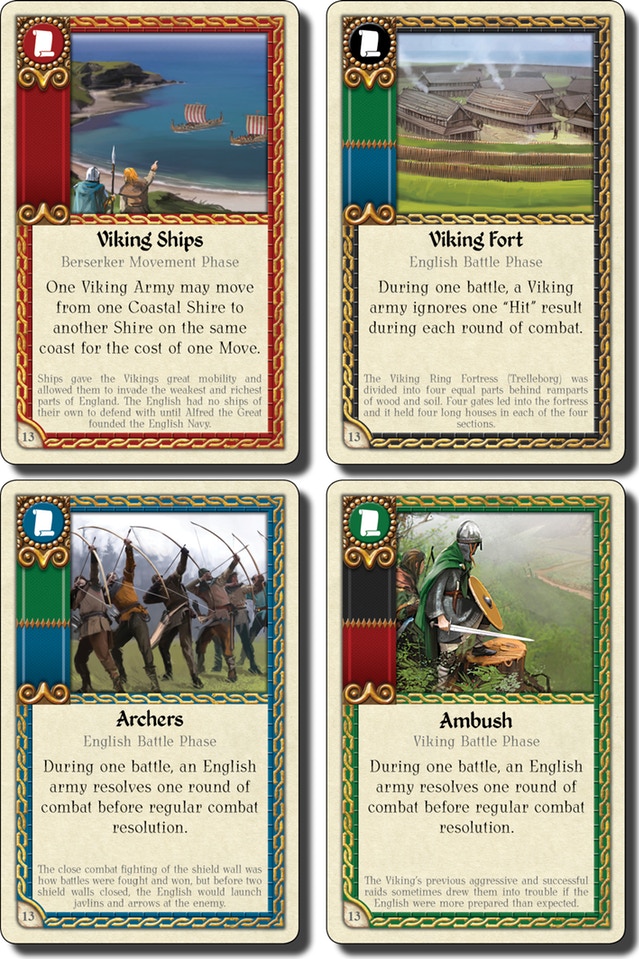 Viking Ships
Berserker Movement Phase
One Viking Army may move
from one Coastal Shire to
another Shire on the same
coast for the cost of one Move.
Ships gave the Vikings great mobility and
allowed them to invade the weakest and richest
parts of England. The English had no ships of
their own to defend with until Alfred the Great
founded the English Navy.
13
Viking Fort
English Battle Phase
During one battle, a Viking
army ignores one “Hit” result
during each round of combat.
The Viking Ring Fortress [Trelleborg] was
divided into four equal parts behind ramparts
of wood and soil. Four gates led into the fortress
and it held four long houses in each of the four
sections.
13
Archers
English Battle Phase
During one battle, an English
army resolves one round of
combat before regular combat
resolution.
The close combat fighting of the shield wall was
how battles were fought and won, but before two
shield walls closed, the English would launch
javlins and arrows at the enemy.
13
Ambush
Viking Battle Phase
During one battle, an English
army resolves one round of
combat before regular combat
resolution.
The Viking's previous aggressive and successful
raids sometimes drew them into trouble if the
English were more prepared than expected.
13